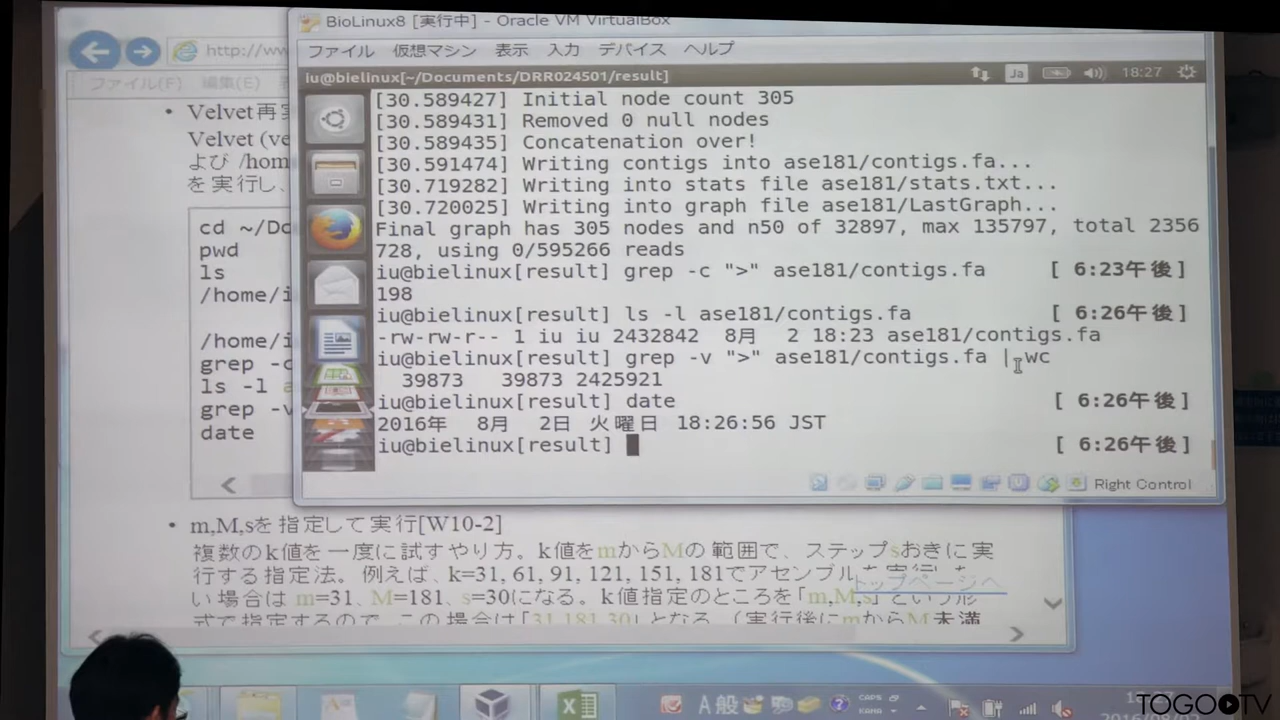 BioLinux8 [実行中] - Oracle VM VirtualBox
ファイル 仮想マシン 表示 入力 デバイス ヘルプ
http://ww
ファイル(F) 編集(E)
iu@bielinux[~/Documents/DRR024501/result] Ja 18:27
[30.589427] Initial node count 305
[30.589431] Removed 0 null nodes
[30.589435] Concatenation over!
[30.591474] Writing contigs into ase181/contigs.fa...
[30.719282] Writing into stats file ase181/stats.txt...
[30.720025] Writing into graph file ase181/LastGraph...
Final graph has 305 nodes and n50 of 32897, max 135797, total 2356
728, using 0/595266 reads
iu@bielinux[result] grep -c ">" ase181/contigs.fa [ 6:23午後]
198
iu@bielinux[result] ls -l ase181/contigs.fa [ 6:26午後]
-rw-rw-r-- 1 iu iu 2432842 8月 2 18:23 ase181/contigs.fa
iu@bielinux[result] grep -v ">" ase181/contigs.fa | wc
39873 39873 2425921
iu@bielinux[result] date [ 6:26午後]
2016年 8月 2日 火曜日 18:26:56 JST
iu@bielinux[result] [ 6:26午後]
Right Control
• Velvet再実
Velvet (ve
よび /hom
を実行し、
cd ~/Do
pwd
ls
/home/i
/home/i
grep -c
ls -l a
grep -v
date
• m,M,sを指定して実行[W10-2]
複数のk値を一度に試すやり方。k値をmからMの範囲で、ステップsおきに実
行する指定法。例えば、k=31, 61, 91, 121, 151, 181でアセンブルを実行した
い場合は m=31、M=181、s=30になる。k値指定のところを「m,M,s」という形
式で指定するので、この場合は「31,181,30」となる。(実行後にmからM未満
トップページへ
A 般
CAPS
KANA
TOGOTV